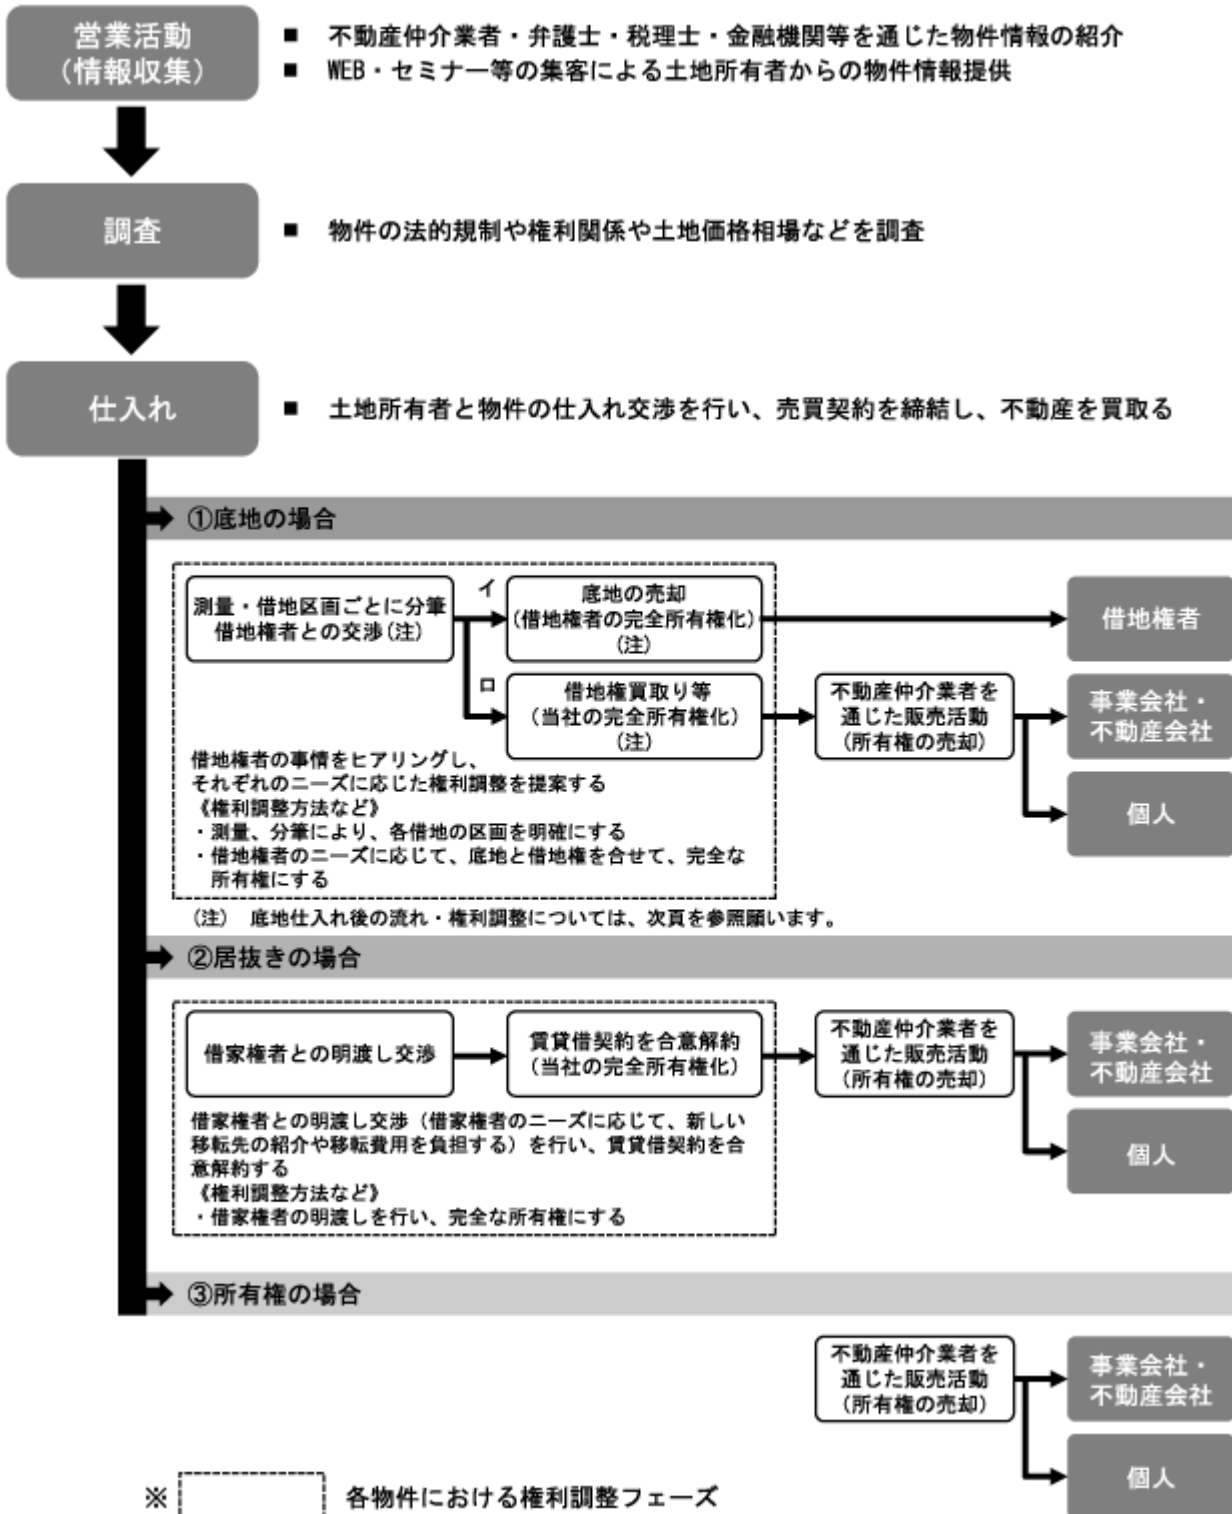 営業活動
(情報収集)
■ 不動産仲介業者・弁護士・税理士・金融機関等を通じた物件情報の紹介
■ WEB・セミナー等の集客による土地所有者からの物件情報提供
調査
■ 物件の法的規制や権利関係や土地価格相場などを調査
仕入れ
■ 土地所有者と物件の仕入れ交渉を行い、売買契約を締結し、不動産を買取る
①底地の場合
測量・借地区画ごとに分筆
借地権者との交渉(注)
イ
底地の売却
(借地権者の完全所有権化)
(注)
借地権者
ロ
借地権買取り等
(当社の完全所有権化)
(注)
不動産仲介業者を
通じた販売活動
(所有権の売却)
事業会社・
不動産会社
個人
借地権者の事情をヒアリングし、
それぞれのニーズに応じた権利調整を提案する
《権利調整方法など》
・測量、分筆により、各借地の区画を明確にする
・借地権者のニーズに応じて、底地と借地権を合せて、完全な
所有権にする
(注) 底地仕入れ後の流れ・権利調整については、次頁を参照願います。
②居抜きの場合
借家権者との明渡し交渉
賃貸借契約を合意解約
(当社の完全所有権化)
不動産仲介業者を
通じた販売活動
(所有権の売却)
事業会社・
不動産会社
個人
借家権者との明渡し交渉(借家権者のニーズに応じて、新しい
移転先の紹介や移転費用を負担する)を行い、賃貸借契約を合
意解約する
《権利調整方法など》
・借家権者の明渡しを行い、完全な所有権にする
③所有権の場合
不動産仲介業者を
通じた販売活動
(所有権の売却)
事業会社・
不動産会社
個人
※ 各物件における権利調整フェーズ